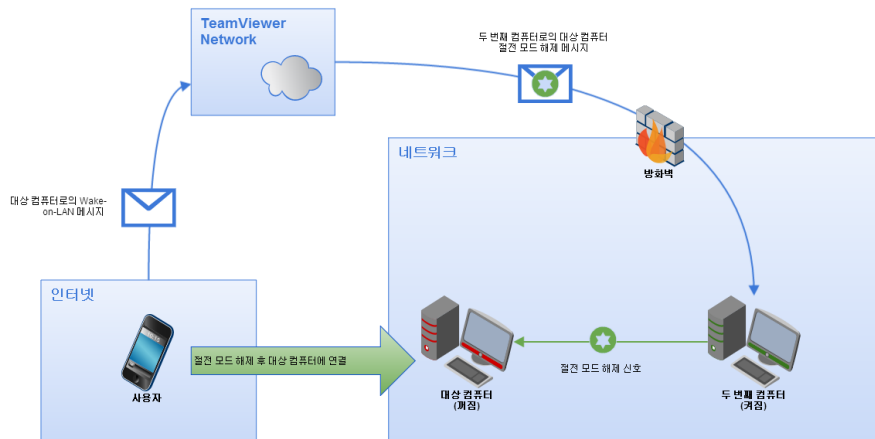 TeamViewer
Network
두 번째 컴퓨터로의 대상 컴퓨터
절전 모드 해제 메시지
네트워크
방화벽
대상 컴퓨터로의 Wake-
on-LAN 메시지
인터넷
절전 모드 해제 후 대상 컴퓨터에 연결
절전 모드 해제 신호
사용자
대상 컴퓨터
(꺼짐)
두 번째 컴퓨터
(켜짐)